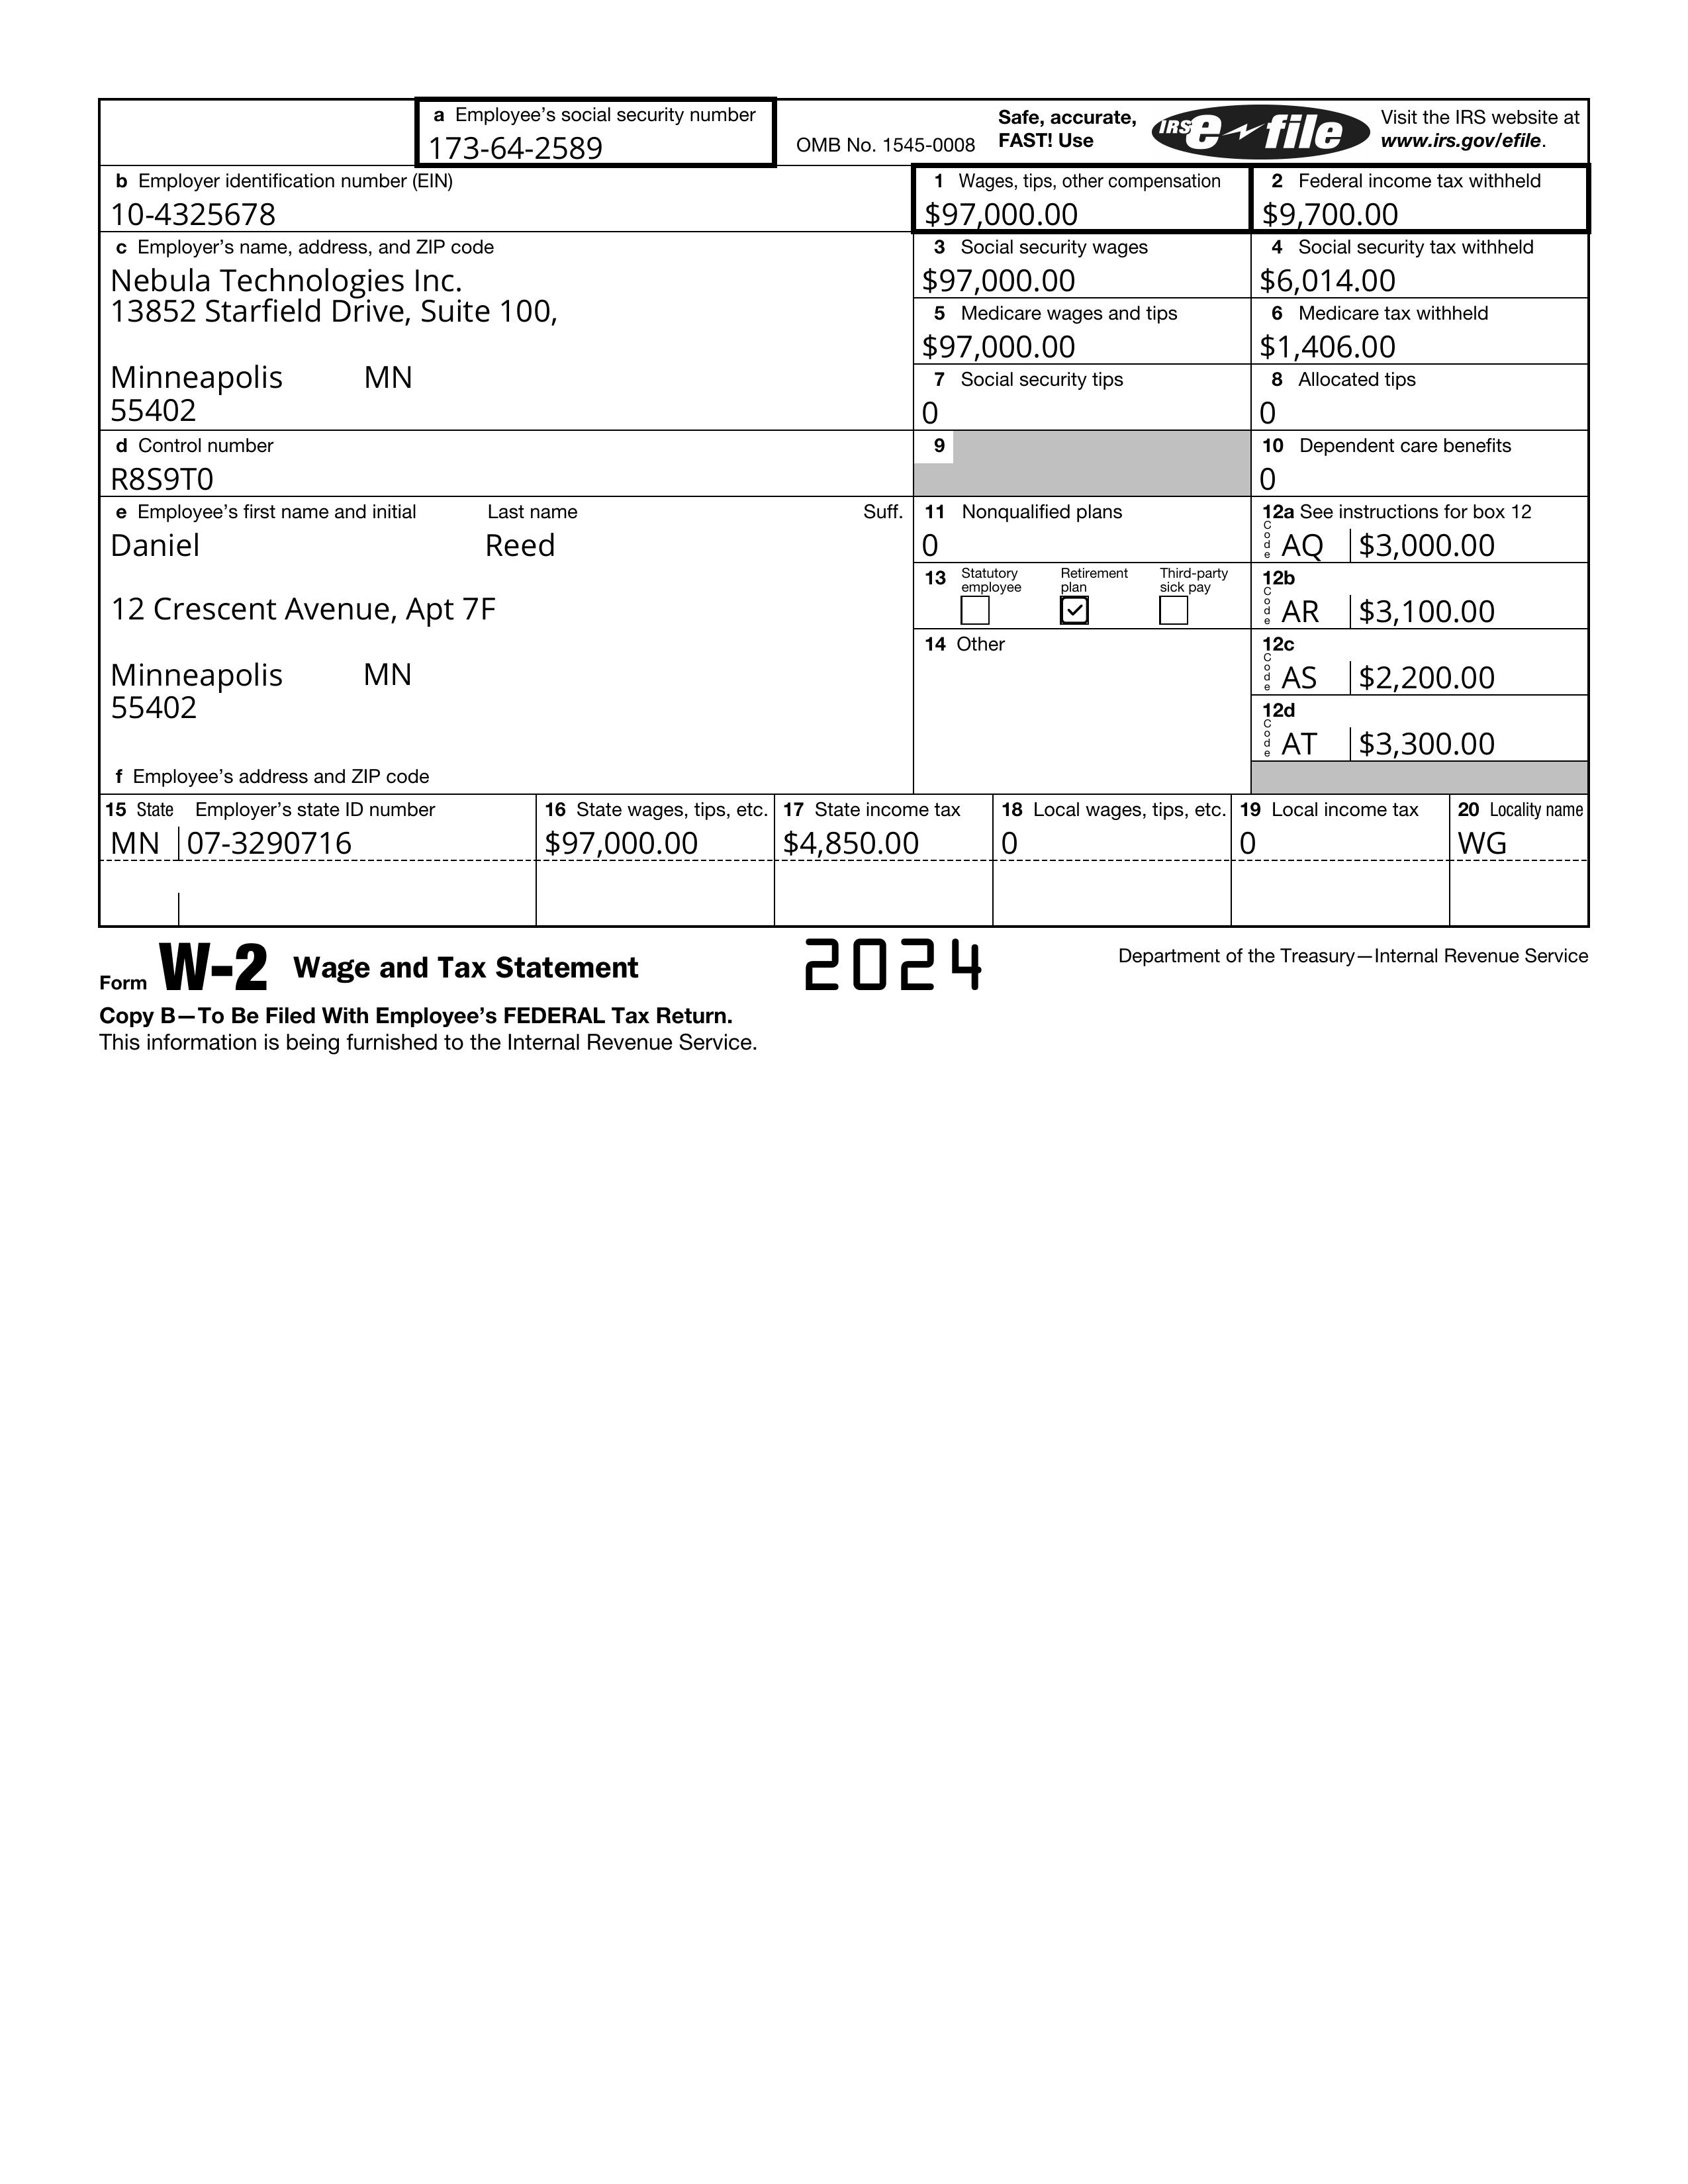 a Employee's social security number
173-64-2589
OMB No. 1545-0008
Safe, accurate,
FAST! Use
IRS e file
Visit the IRS website at
www.irs.gov/efile.
b Employer identification number (EIN)
10-4325678
1 Wages, tips, other compensation
$97,000.00
2 Federal income tax withheld
$9,700.00
c Employer's name, address, and ZIP code
Nebula Technologies Inc.
13852 Starfield Drive, Suite 100,
Minneapolis MN
55402
3 Social security wages
$97,000.00
4 Social security tax withheld
$6,014.00
5 Medicare wages and tips
$97,000.00
6 Medicare tax withheld
$1,406.00
7 Social security tips
0
8 Allocated tips
0
d Control number
R8S9T0
9
10 Dependent care benefits
0
e Employee's first name and initial Last name Suff.
Daniel Reed
12 Crescent Avenue, Apt 7F
Minneapolis MN
55402
f Employee's address and ZIP code
11 Nonqualified plans
0
12a See instructions for box 12
Code AQ $3,000.00
13 Statutory employee Retirement plan Third-party sick pay
12b
Code AR $3,100.00
14 Other
12c
Code AS $2,200.00
12d
Code AT $3,300.00
15 State Employer's state ID number
MN 07-3290716
16 State wages, tips, etc.
$97,000.00
17 State income tax
$4,850.00
18 Local wages, tips, etc.
0
19 Local income tax
0
20 Locality name
WG
Form W-2 Wage and Tax Statement
2024
Department of the Treasury—Internal Revenue Service
Copy B—To Be Filed With Employee's FEDERAL Tax Return.
This information is being furnished to the Internal Revenue Service.